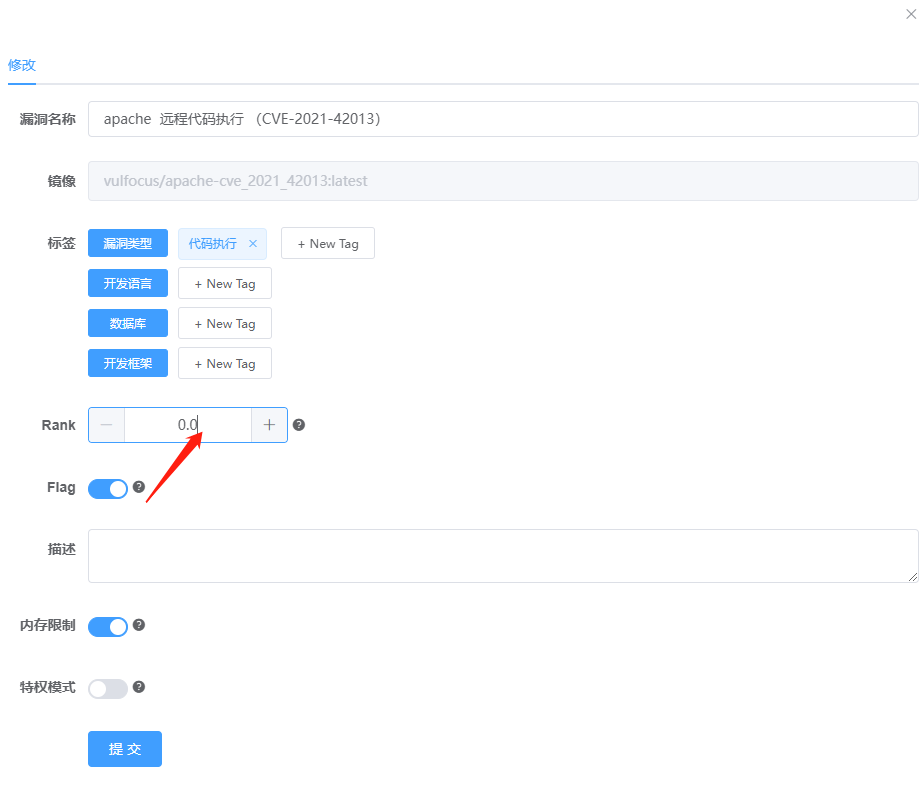 修改
漏洞名称 apache 远程代码执行 （CVE-2021-42013）
镜像 vulfocus/apache-cve_2021_42013:latest
标签 漏洞类型 代码执行 × + New Tag
开发语言 + New Tag
数据库 + New Tag
开发框架 + New Tag
Rank 0.0
Flag
描述
内存限制
特权模式
提 交